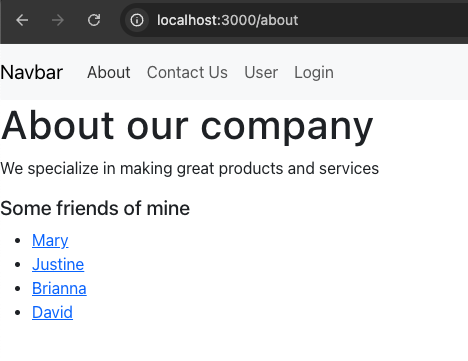 localhost:3000/about
Navbar About Contact Us User Login
About our company
We specialize in making great products and services
Some friends of mine
Mary
Justine
Brianna
David